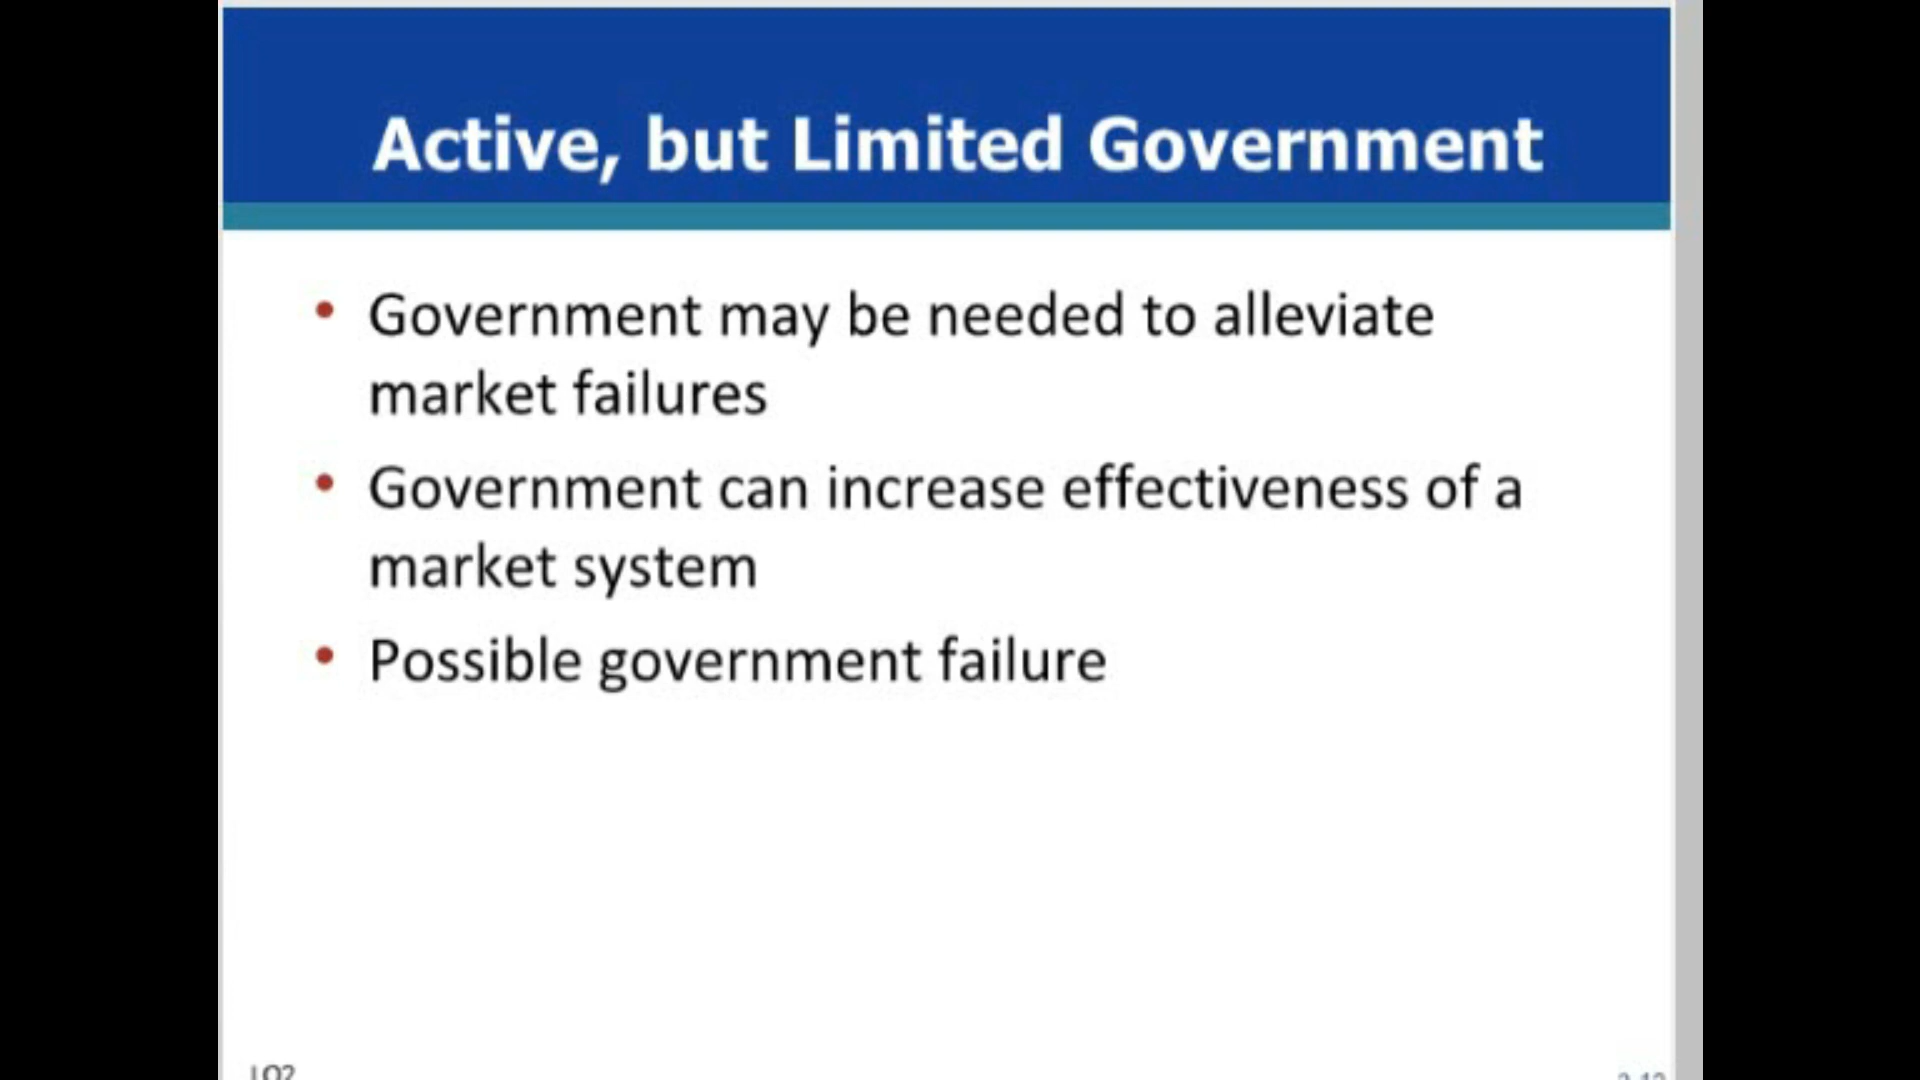 Active, but Limited Government
• Government may be needed to alleviate
market failures
• Government can increase effectiveness of a
market system
• Possible government failure
LO2